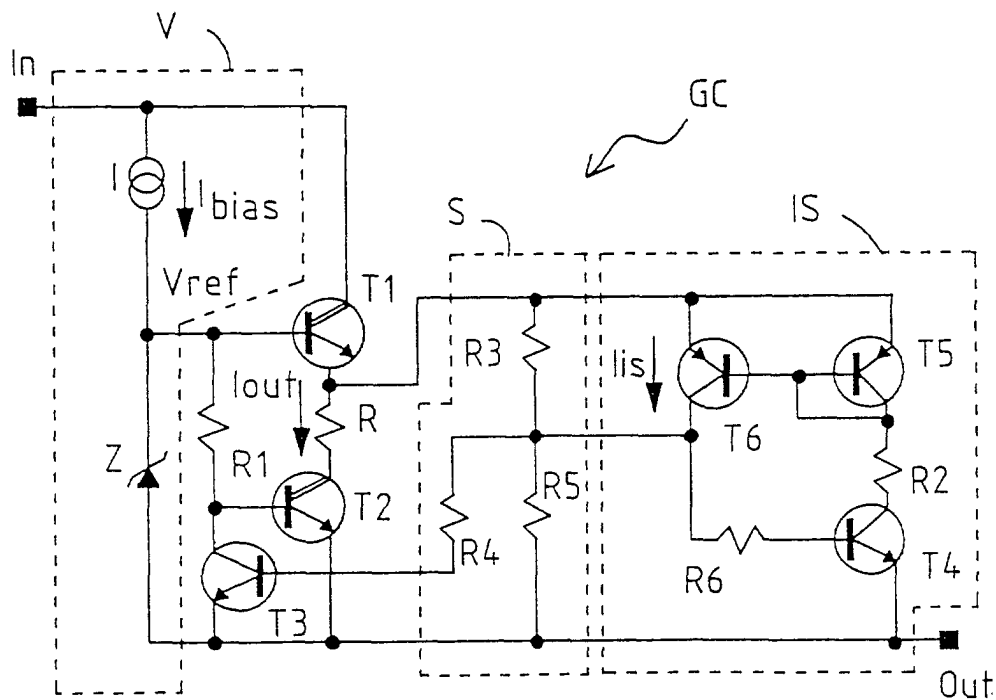 V
In
GC
I
Ibias
S
IS
Vref
T1
R3
Iis
T5
Iout
R
T6
Z
R1
T2
R5
R2
R4
R6
T4
T3
Out